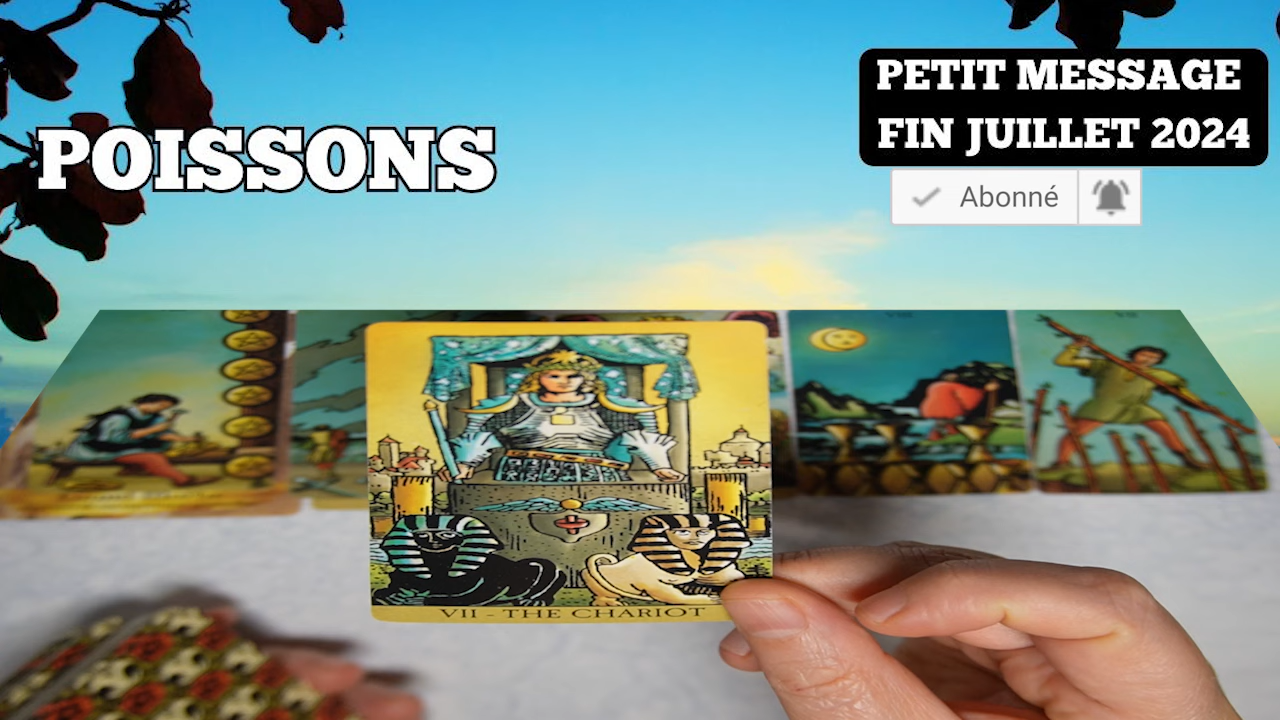 POISSONS
PETIT MESSAGE
FIN JUILLET 2024
Abonné
VII - THE CHARIOT